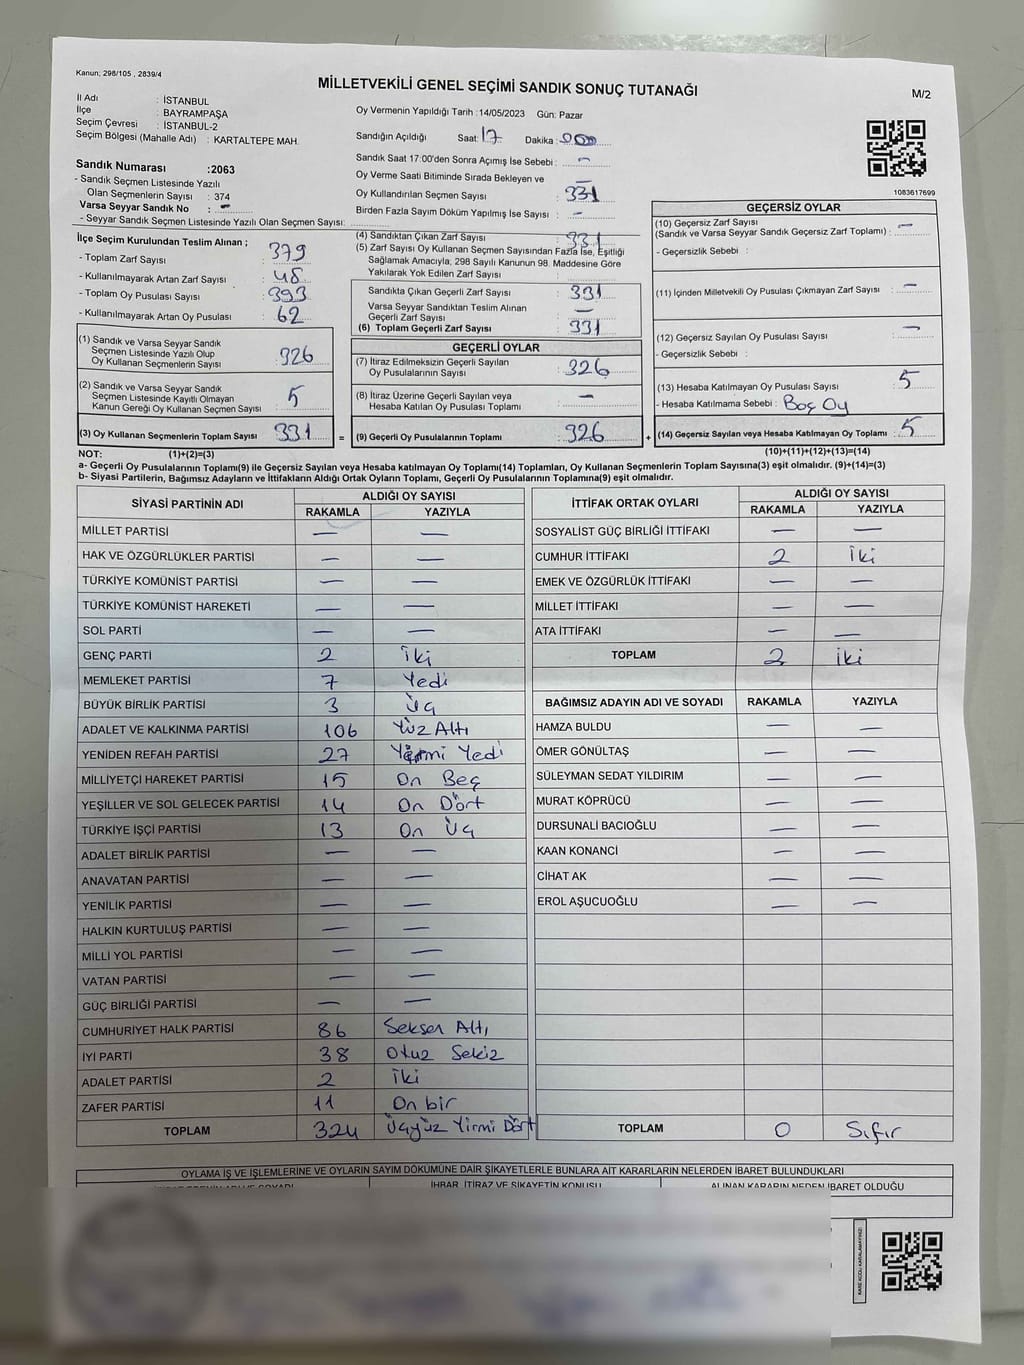 Kanun; 298/105 , 2839/4
MİLLETVEKİLİ GENEL SEÇİMİ SANDIK SONUÇ TUTANAĞI
M/2
İl Adı : İSTANBUL
İlçe : BAYRAMPAŞA
Seçim Çevresi : İSTANBUL-2
Seçim Bölgesi (Mahalle Adı) : KARTALTEPE MAH.
Oy Vermenin Yapıldığı Tarih :14/05/2023 Gün: Pazar
Sandığın Açıldığı Saat: 17 Dakika: 00
Sandık Saat 17:00'den Sonra Açımış İse Sebebi : –
Oy Verme Saati Bitiminde Sırada Bekleyen ve –
Oy Kullandırılan Seçmen Sayısı : 331
Birden Fazla Sayım Döküm Yapılmış İse Sayısı : –
1083617699
Sandık Numarası :2063
- Sandık Seçmen Listesinde Yazılı
Olan Seçmenlerin Sayısı : 374
Varsa Seyyar Sandık No : –
- Seyyar Sandık Seçmen Listesinde Yazılı Olan Seçmen Sayısı:
İlçe Seçim Kurulundan Teslim Alınan ;
- Toplam Zarf Sayısı : 379
- Kullanılmayarak Artan Zarf Sayısı : 48
- Toplam Oy Pusulası Sayısı : 393
- Kullanılmayarak Artan Oy Pusulası : 62
(1) Sandık ve Varsa Seyyar Sandık
Seçmen Listesinde Yazılı Olup
Oy Kullanan Seçmenlerin Sayısı : 326
(2) Sandık ve Varsa Seyyar Sandık
Seçmen Listesinde Kayıtlı Olmayan
Kanun Gereği Oy Kullanan Seçmen Sayısı : 5
(3) Oy Kullanan Seçmenlerin Toplam Sayısı : 331 =
(4) Sandıktan Çıkan Zarf Sayısı : 331
(5) Zarf Sayısı Oy Kullanan Seçmen Sayısından Fazla İse, Eşitliği
Sağlamak Amacıyla, 298 Sayılı Kanunun 98. Maddesine Göre
Yakılarak Yok Edilen Zarf Sayısı :
Sandıkta Çıkan Geçerli Zarf Sayısı : 331
Varsa Seyyar Sandıktan Teslim Alınan
Geçerli Zarf Sayısı : –
(6) Toplam Geçerli Zarf Sayısı : 331
GEÇERLİ OYLAR
(7) İtiraz Edilmeksizin Geçerli Sayılan
Oy Pusulalarının Sayısı : 326
(8) İtiraz Üzerine Geçerli Sayılan veya
Hesaba Katılan Oy Pusulası Toplamı : –
(9) Geçerli Oy Pusulalarının Toplamı : 326 +
GEÇERSİZ OYLAR
(10) Geçersiz Zarf Sayısı
(Sandık ve Varsa Seyyar Sandık Geçersiz Zarf Toplamı) : –
- Geçersizlik Sebebi :
(11) İçinden Milletvekili Oy Pusulası Çıkmayan Zarf Sayısı : –
(12) Geçersiz Sayılan Oy Pusulası Sayısı : –
- Geçersizlik Sebebi :
(13) Hesaba Katılmayan Oy Pusulası Sayısı : 5
- Hesaba Katılmama Sebebi : Boş Oy
(14) Geçersiz Sayılan veya Hesaba Katılmayan Oy Toplamı : 5
NOT: (1)+(2)=(3) (10)+(11)+(12)+(13)=(14)
a- Geçerli Oy Pusulalarının Toplamı(9) ile Geçersiz Sayılan veya Hesaba katılmayan Oy Toplamı(14) Toplamları, Oy Kullanan Seçmenlerin Toplam Sayısına(3) eşit olmalıdır. (9)+(14)=(3)
b- Siyasi Partilerin, Bağımsız Adayların ve İttifakların Aldığı Ortak Oyların Toplamı, Geçerli Oy Pusulalarının Toplamına(9) eşit olmalıdır.
SİYASİ PARTİNİN ADI ALDIĞI OY SAYISI
RAKAMLA YAZIYLA
MİLLET PARTİSİ – –
HAK VE ÖZGÜRLÜKLER PARTİSİ – –
TÜRKİYE KOMÜNİST PARTİSİ – –
TÜRKİYE KOMÜNİST HAREKETİ – –
SOL PARTİ – –
GENÇ PARTİ 2 İki
MEMLEKET PARTİSİ 7 Yedi
BÜYÜK BİRLİK PARTİSİ 3 Üç
ADALET VE KALKINMA PARTİSİ 106 Yüz Altı
YENİDEN REFAH PARTİSİ 27 Yirmi Yedi
MİLLİYETÇİ HAREKET PARTİSİ 15 On Beş
YEŞİLLER VE SOL GELECEK PARTİSİ 14 On Dört
TÜRKİYE İŞÇİ PARTİSİ 13 On Üç
ADALET BİRLİK PARTİSİ – –
ANAVATAN PARTİSİ – –
YENİLİK PARTİSİ – –
HALKIN KURTULUŞ PARTİSİ – –
MİLLİ YOL PARTİSİ – –
VATAN PARTİSİ – –
GÜÇ BİRLİĞİ PARTİSİ – –
CUMHURİYET HALK PARTİSİ 86 Seksen Altı
İYİ PARTİ 38 Otuz Sekiz
ADALET PARTİSİ 2 İki
ZAFER PARTİSİ 11 On bir
TOPLAM 324 Üçyüz Yirmi Dört
İTTİFAK ORTAK OYLARI ALDIĞI OY SAYISI
RAKAMLA YAZIYLA
SOSYALİST GÜÇ BİRLİĞİ İTTİFAKI – –
CUMHUR İTTİFAKI 2 İki
EMEK VE ÖZGÜRLÜK İTTİFAKI – –
MİLLET İTTİFAKI – –
ATA İTTİFAKI – –
TOPLAM 2 İki
BAĞIMSIZ ADAYIN ADI VE SOYADI RAKAMLA YAZIYLA
HAMZA BULDU – –
ÖMER GÖNÜLTAŞ – –
SÜLEYMAN SEDAT YILDIRIM – –
MURAT KÖPRÜCÜ – –
DURSUNALİ BACIOĞLU – –
KAAN KONANCİ – –
CİHAT AK – –
EROL AŞUCUOĞLU – –
TOPLAM 0 Sıfır
OYLAMA İŞ VE İŞLEMLERİNE VE OYLARIN SAYIM DÖKÜMÜNE DAİR ŞİKAYETLERLE BUNLARA AİT KARARLARIN NELERDEN İBARET BULUNDUKLARI
İHBAR, İTİRAZ VE ŞİKAYETİN KONUSU ALINAN KARARIN NEDEN İBARET OLDUĞU
KARE KODU KARALAMAYINIZ!